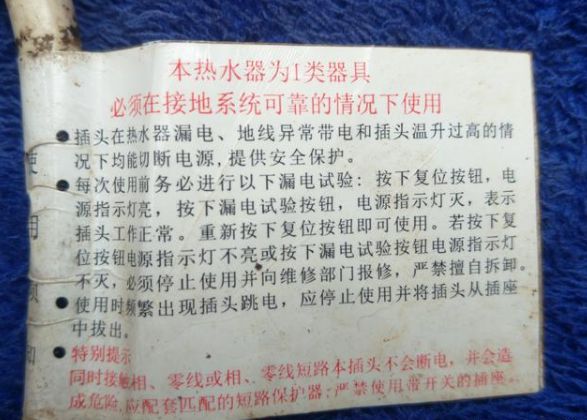 本热水器为I类器具
必须在接地系统可靠的情况下使用
● 插头在热水器漏电、地线异常带电和插头温升过高的情
况下均能切断电源,提供安全保护。
● 每次使用前务必进行以下漏电试验: 按下复位按钮, 电
源指示灯亮, 按下漏电试验按钮, 电源指示灯灭, 表示
插头工作正常。重新按下复位按钮即可使用。若按下复
位按钮电源指示灯不亮或按下漏电试验按钮电源指示灯
不灭, 必须停止使用并向维修部门报修, 严禁擅自拆卸。
● 使用时频繁出现插头跳电, 应停止使用并将插头从插座
中拔出。
● 特别提示
同时接触相、零线或相、零线短路本插头不会断电, 并会造
成危险,应配套匹配的短路保护器;严禁使用带开关的插座。
使
用
须
知